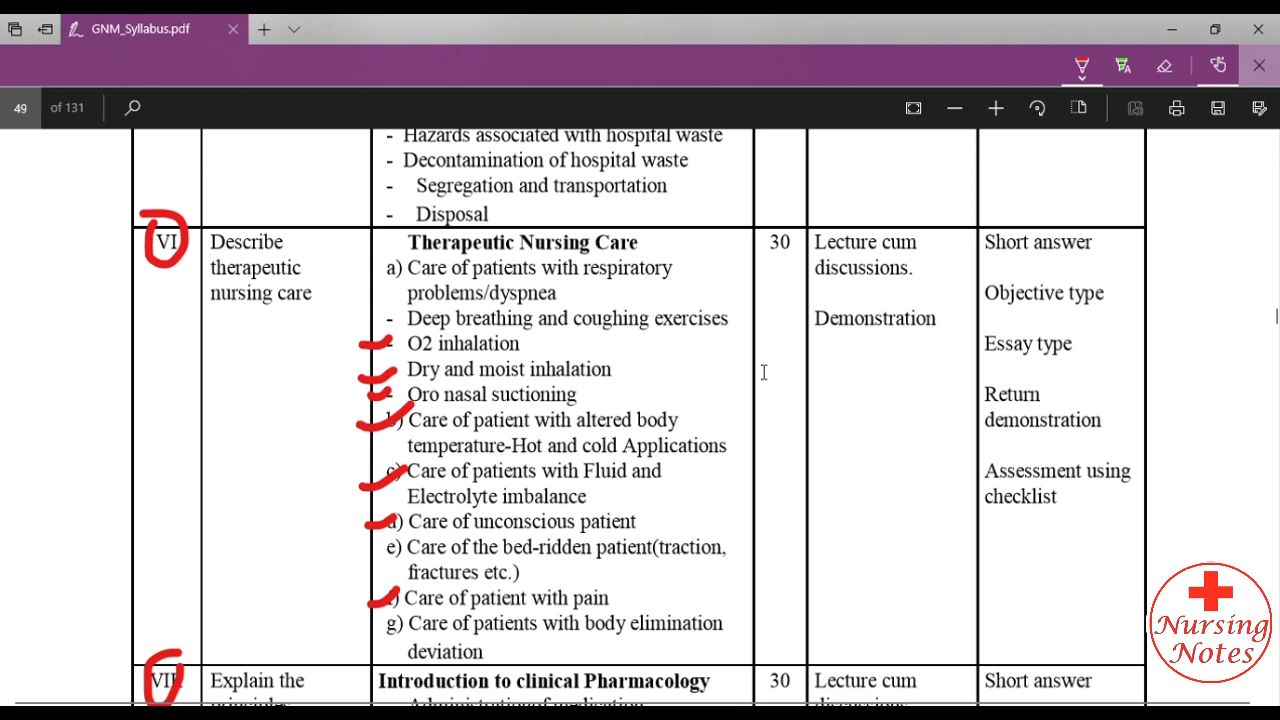 GNM_Syllabus.pdf
49 of 131
- Hazards associated with hospital waste
- Decontamination of hospital waste
- Segregation and transportation
- Disposal
VI
Describe
therapeutic
nursing care
Therapeutic Nursing Care
a) Care of patients with respiratory
problems/dyspnea
- Deep breathing and coughing exercises
- O2 inhalation
Dry and moist inhalation
- Oro nasal suctioning
b) Care of patient with altered body
temperature-Hot and cold Applications
c) Care of patients with Fluid and
Electrolyte imbalance
d) Care of unconscious patient
e) Care of the bed-ridden patient(traction,
fractures etc.)
f) Care of patient with pain
g) Care of patients with body elimination
deviation
30
Lecture cum
discussions.
Demonstration
Short answer
Objective type
Essay type
Return
demonstration
Assessment using
checklist
VII
Explain the
principles
Introduction to clinical Pharmacology
Administration of medication
30
Lecture cum
discussions
Short answer
Nursing
Notes